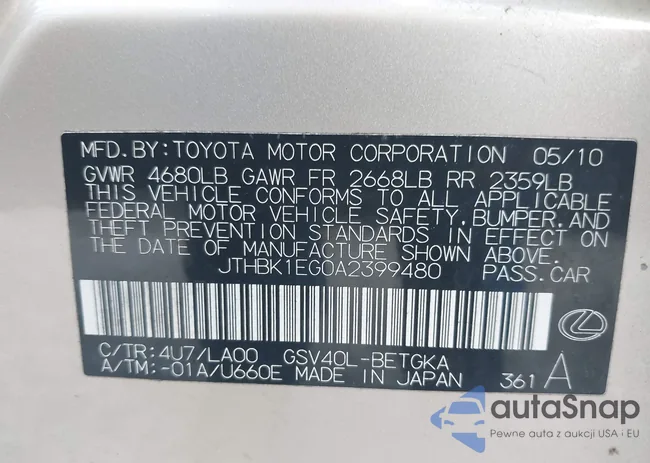 MFD.BY:TOYOTA MOTOR CORPORATION 05/10
GVWR 4680LB GAWR FR 2668LB RR 2359LB
THIS VEHICLE CONFORMS TO ALL APPLICABLE
FEDERAL MOTOR VEHICLE SAFETY,BUMPER,AND
THEFT PREVENTION STANDARDS IN EFFECT ON
THE DATE OF MANUFACTURE SHOWN ABOVE.
JTHBK1EG0A2399480 PASS.CAR
C/TR:4U7/LA00 GSV40L-BETGKA
A/TM:-01A/U660E MADE IN JAPAN 361 A
autaSnap
Pewne auta z aukcji USA i EU